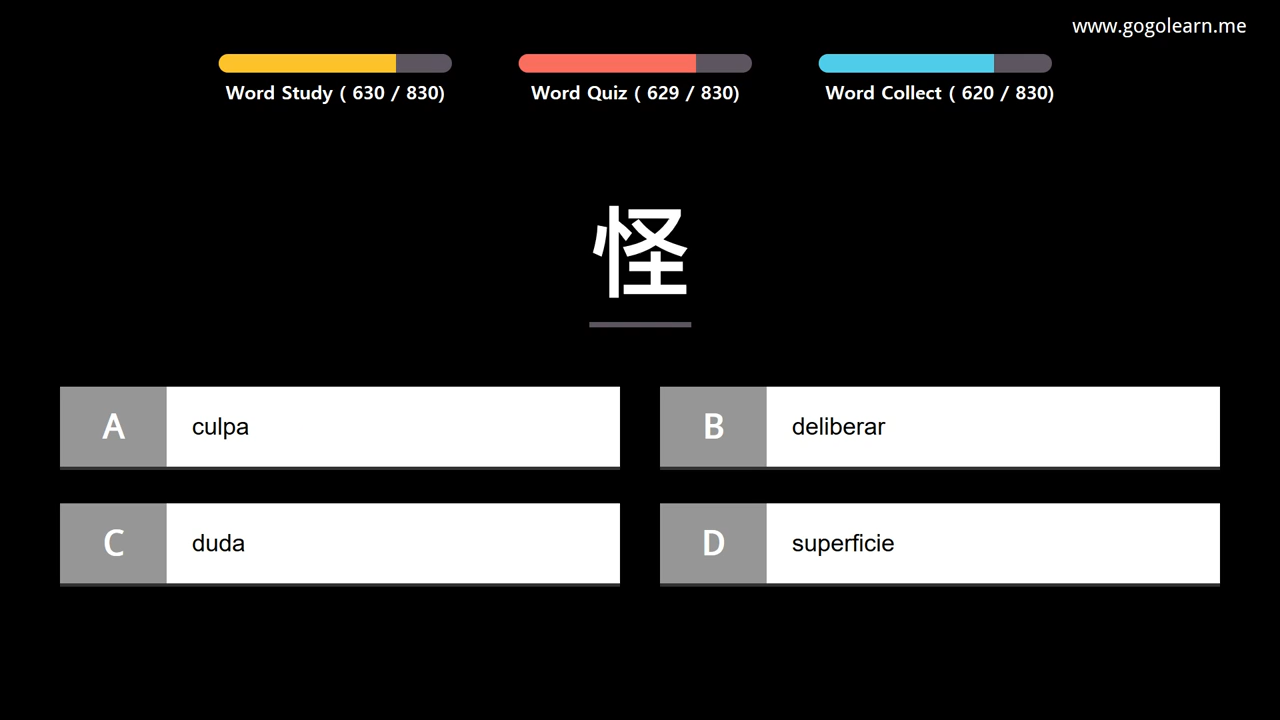 www.gogolearn.me
Word Study ( 630 / 830)
Word Quiz ( 629 / 830)
Word Collect ( 620 / 830)
怪
A culpa
B deliberar
C duda
D superficie